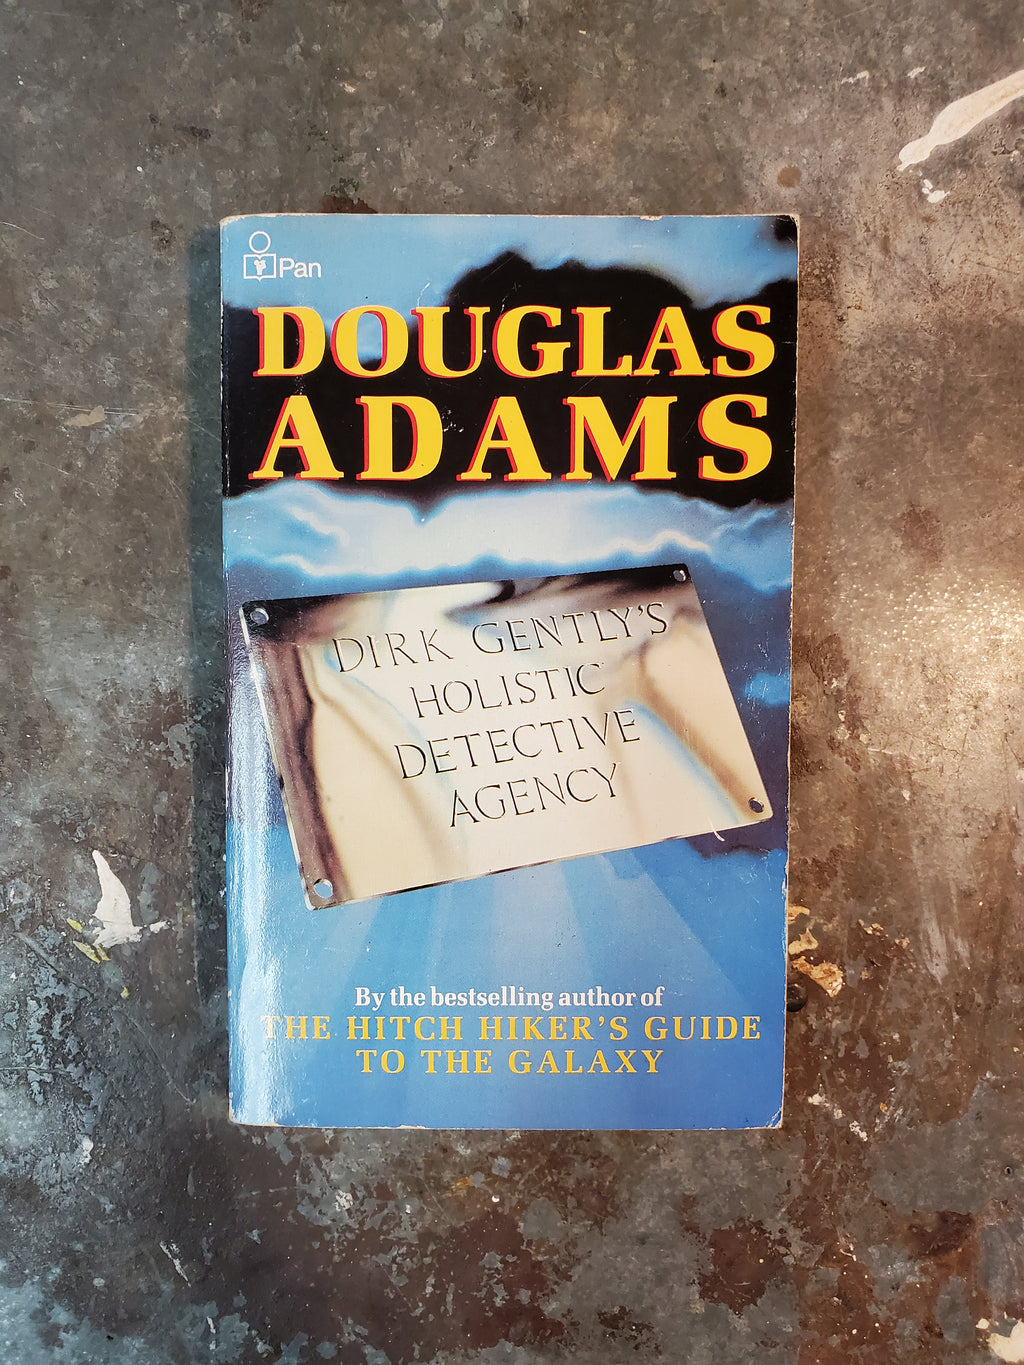 Pan
DOUGLAS
ADAMS
DIRK GENTLY'S
HOLISTIC
DETECTIVE
AGENCY
By the bestselling author of
THE HITCH HIKER'S GUIDE
TO THE GALAXY